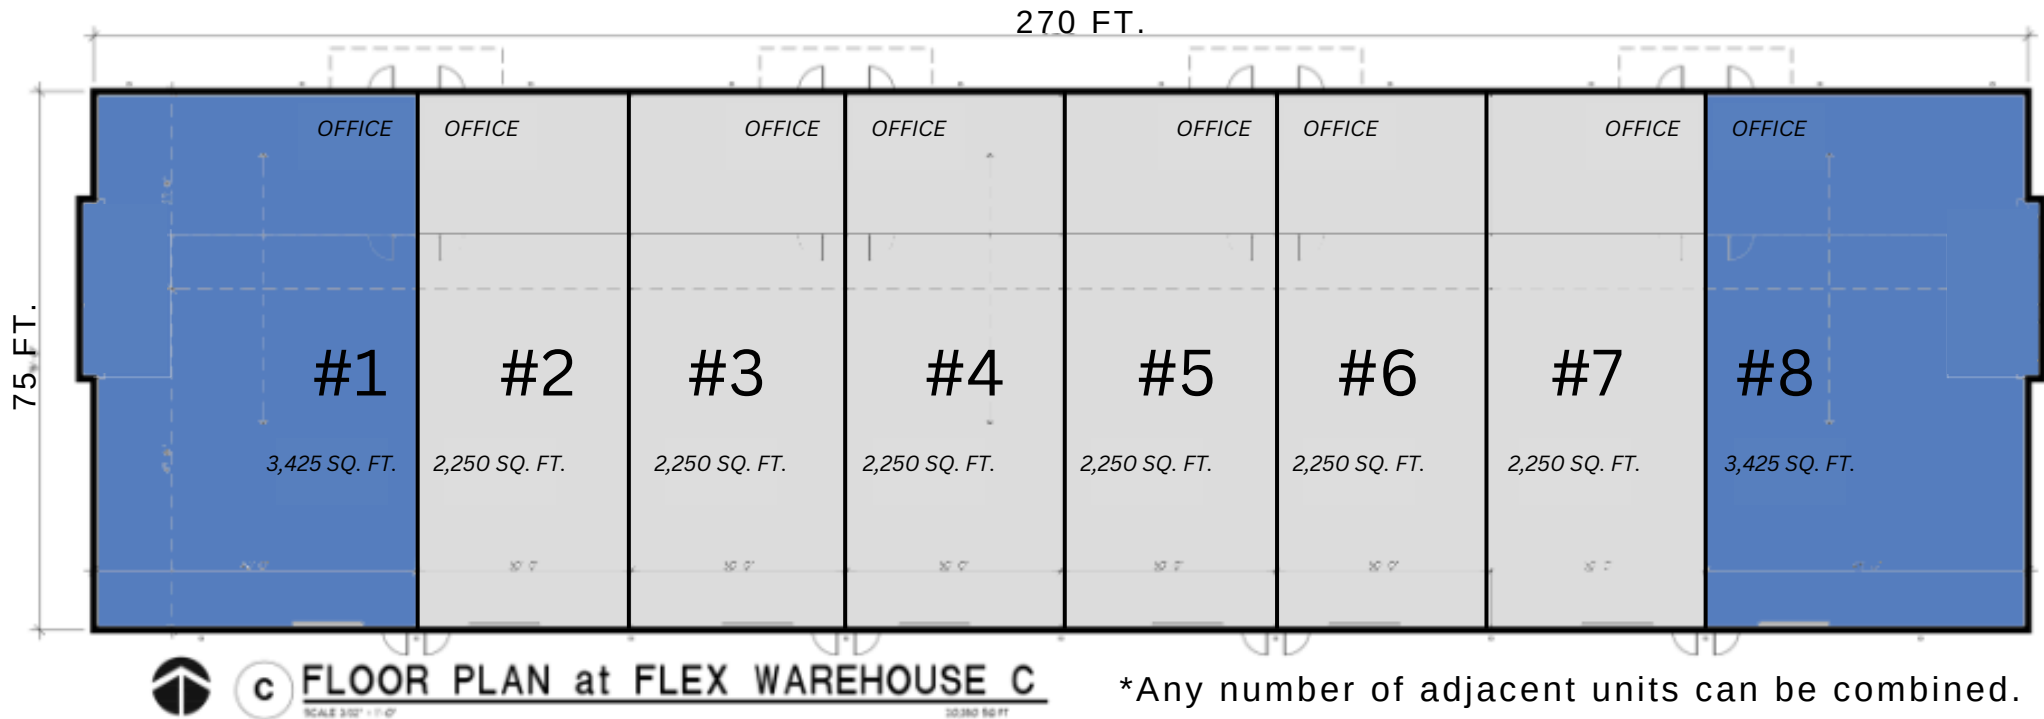 270 FT.
75 FT.
OFFICE OFFICE OFFICE OFFICE OFFICE OFFICE OFFICE OFFICE
#1 #2 #3 #4 #5 #6 #7 #8
3,425 SQ. FT. 2,250 SQ. FT. 2,250 SQ. FT. 2,250 SQ. FT. 2,250 SQ. FT. 2,250 SQ. FT. 2,250 SQ. FT. 3,425 SQ. FT.
C FLOOR PLAN at FLEX WAREHOUSE C
*Any number of adjacent units can be combined.